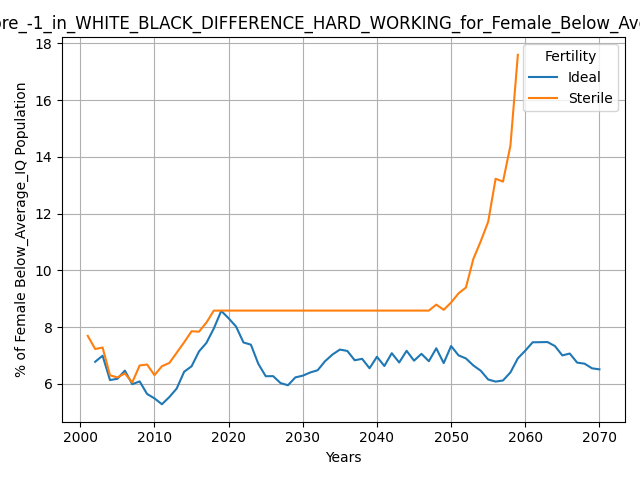 ore_-1_in_WHITE_BLACK_DIFFERENCE_HARD_WORKING_for_Female_Below_Ave
18
Fertility
Ideal
Sterile
16
14
12
10
8
6
% of Female Below_Average_IQ Population
2000 2010 2020 2030 2040 2050 2060 2070
Years